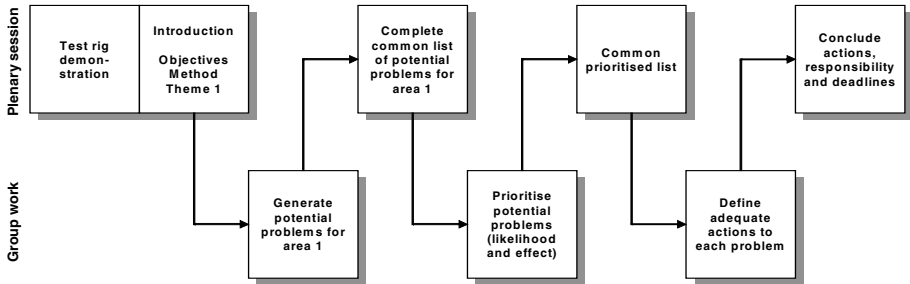 Plenary session
Test rig
demon-
stration
Introduction
Objectives
Method
Theme 1
Complete
common list
of potential
problems for
area 1
Common
prioritised list
Conclude
actions,
responsibility
and deadlines
Group work
Generate
potential
problems for
area 1
Prioritise
potential
problems
(likelihood
and effect)
Define
adequate
actions to
each problem